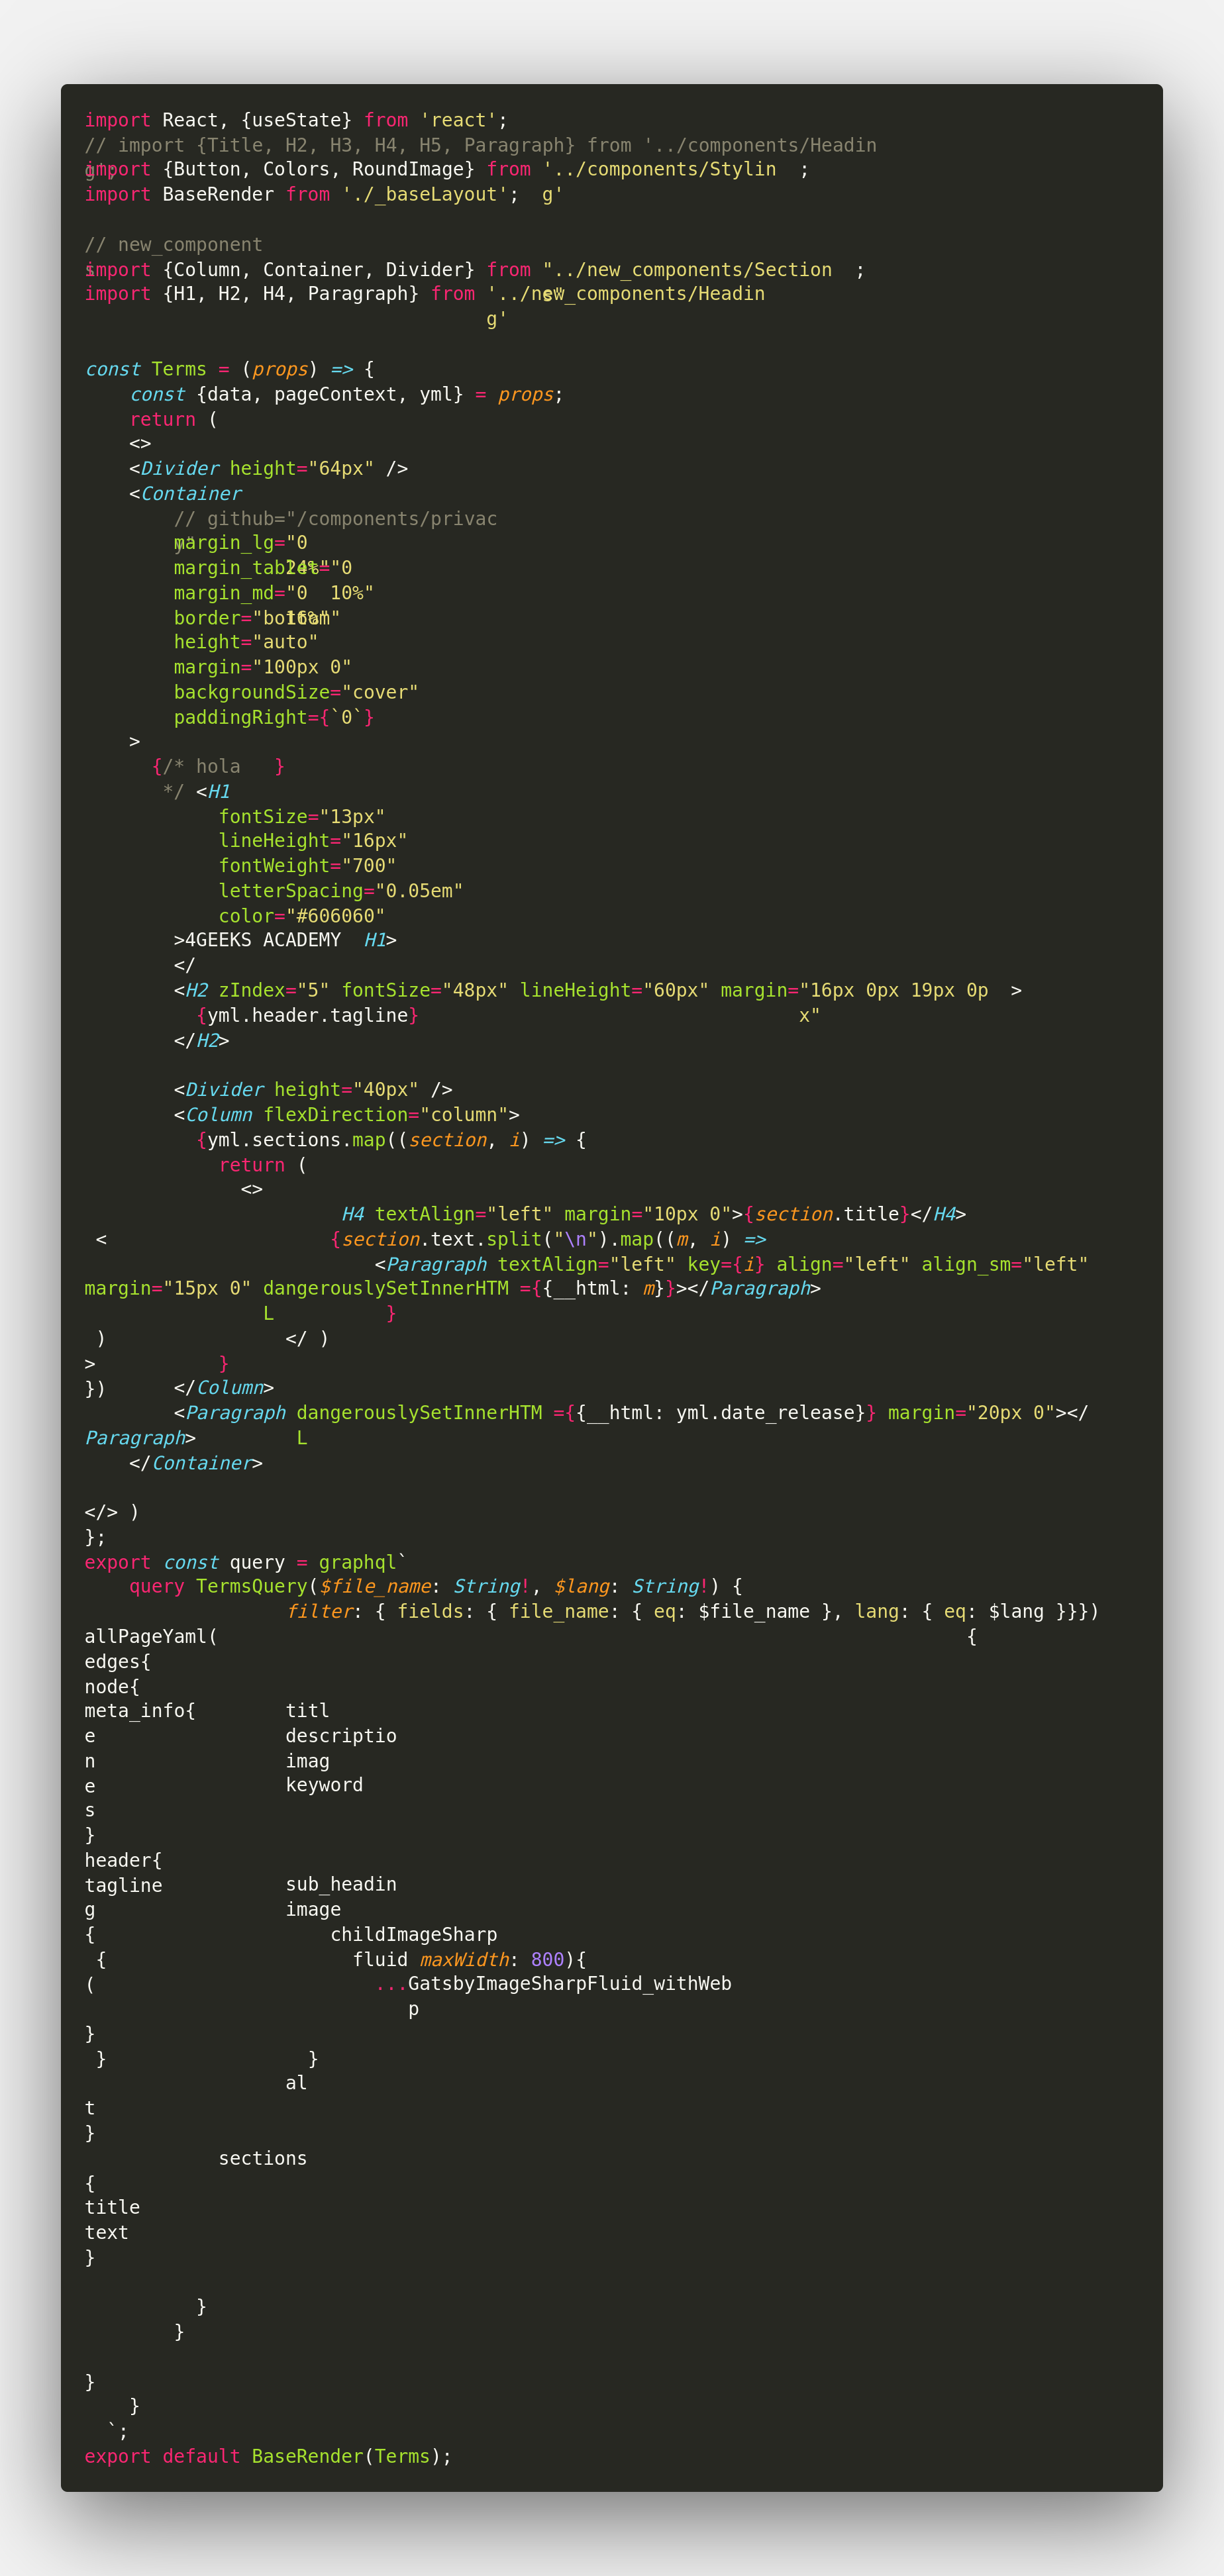 import React, {useState} from 'react';
// import {Title, H2, H3, H4, H5, Paragraph} from '../components/Headin
g';
import {Button, Colors, RoundImage} from '../components/Stylin  ;
import BaseRender from './_baseLayout';  g'
// new_component
s
import {Column, Container, Divider} from "../new_components/Section  ;
s"
import {H1, H2, H4, Paragraph} from '../new_components/Headin
g'
const Terms = (props) => {
    const {data, pageContext, yml} = props;
    return (
    <>
    <Divider height="64px" />
    <Container
        // github="/components/privac
y"
        margin_lg="0
24%"
        margin_tablet="0
10%"
        margin_md="0
16%"
        border="bottom"
        height="auto"
        margin="100px 0"
        backgroundSize="cover"
        paddingRight={`0`}
    >
      {/* hola   }
       */ <H1
            fontSize="13px"
            lineHeight="16px"
            fontWeight="700"
            letterSpacing="0.05em"
            color="#606060"
        >4GEEKS ACADEMY  H1>
        </
        <H2 zIndex="5" fontSize="48px" lineHeight="60px" margin="16px 0px 19px 0p  >
          {yml.header.tagline}                                  x"
        </H2>
        <Divider height="40px" />
        <Column flexDirection="column">
          {yml.sections.map((section, i) => {
            return (
              <>
                       H4 textAlign="left" margin="10px 0">{section.title}</H4>
 <                    {section.text.split("\n").map((m, i) =>
                          <Paragraph textAlign="left" key={i} align="left" align_sm="left"
margin="15px 0" dangerouslySetInnerHTM ={{__html: m}}></Paragraph>
                L          }
 )                </ )
>           }
})      </Column>
        <Paragraph dangerouslySetInnerHTM ={{__html: yml.date_release}} margin="20px 0"></
Paragraph>         L
    </Container>
</> )
};
export const query = graphql`
    query TermsQuery($file_name: String!, $lang: String!) {
                  filter: { fields: { file_name: { eq: $file_name }, lang: { eq: $lang }}})
allPageYaml(                                                                   {
edges{
node{
meta_info{        titl
e                 descriptio
n                 imag
e                 keyword
s
}
header{
tagline           sub_headin
g                 image
{                     childImageSharp
 {                      fluid maxWidth: 800){
(                         ...GatsbyImageSharpFluid_withWeb
                             p
}
 }                  }
                  al
t
}
            sections
{
title
text
}
          }
        }
}
    }
  `;
export default BaseRender(Terms);